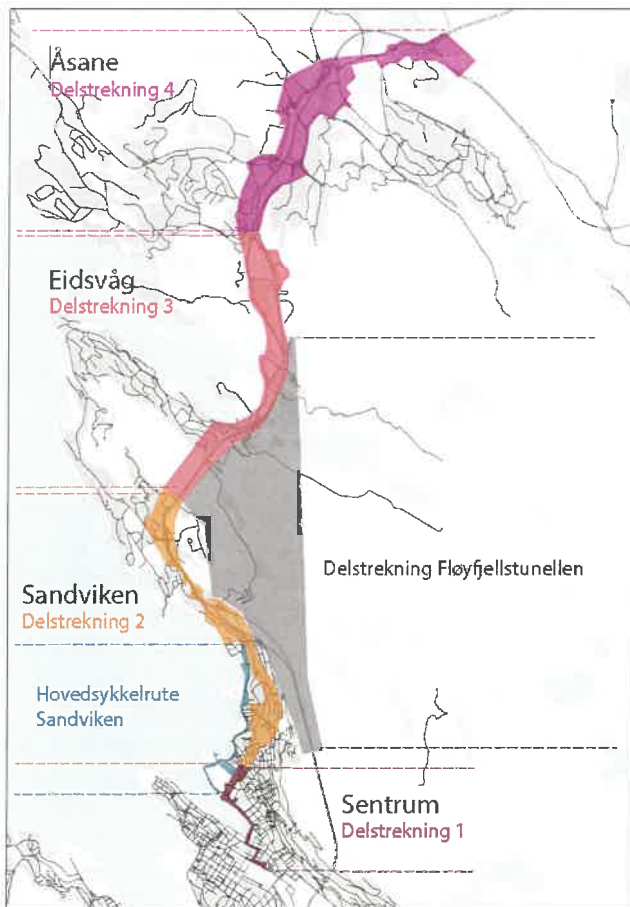 Åsane
Delstrekning 4
Eidsvåg
Delstrekning 3
Delstrekning Fløyfjellstunellen
Sandviken
Delstrekning 2
Hovedsykkelrute
Sandviken
Sentrum
Delstrekning 1